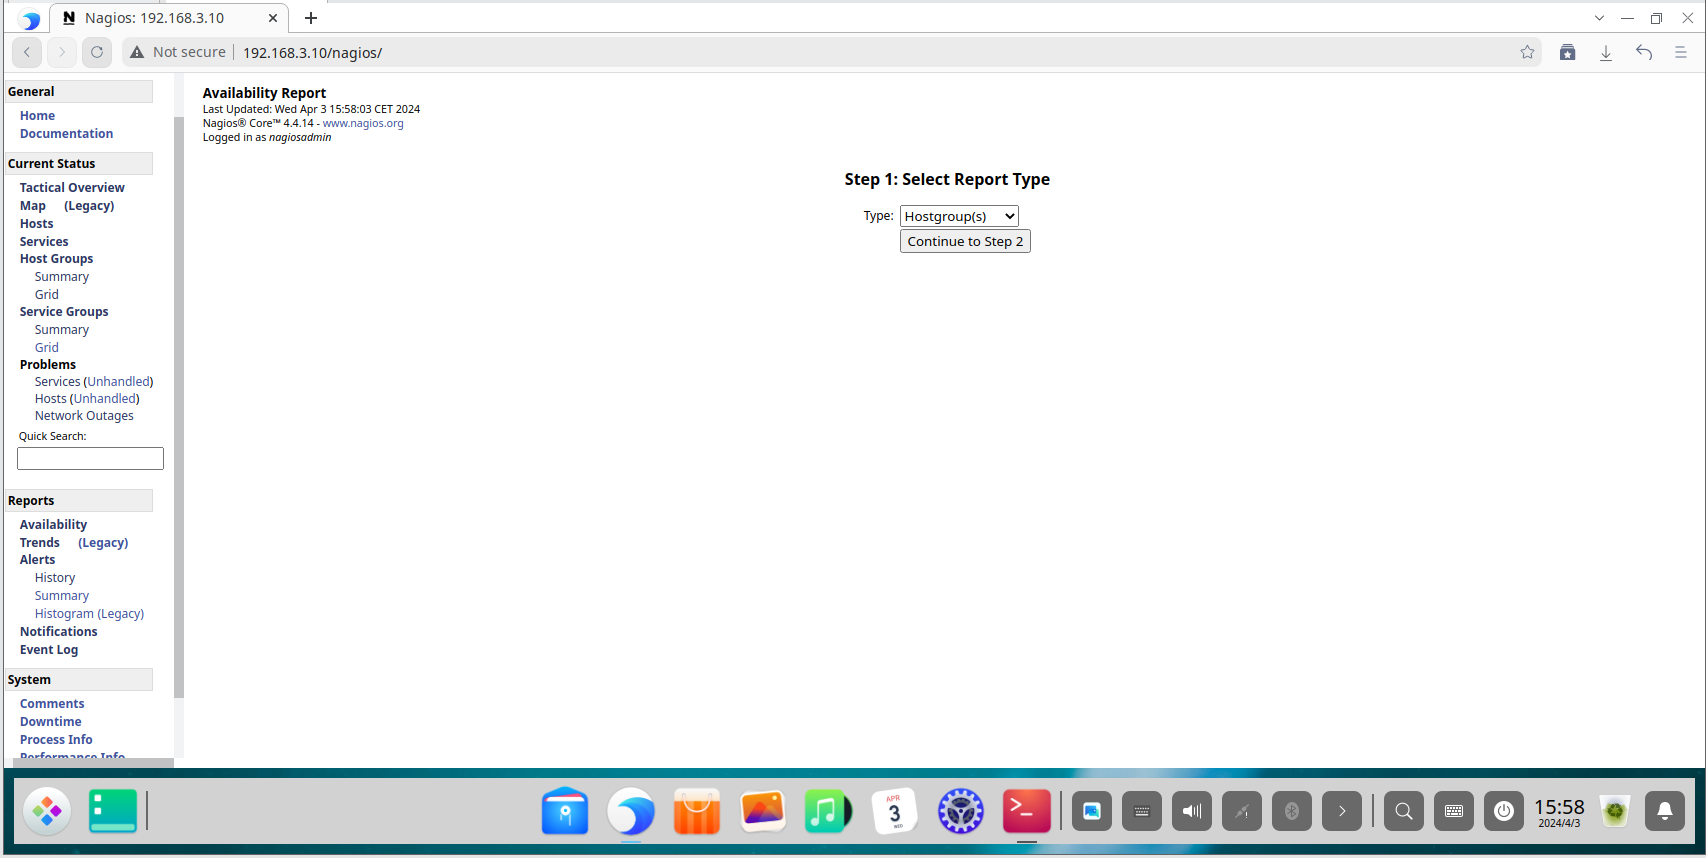 Nagios: 192.168.3.10
Not secure
192.168.3.10/nagios/
General
Home
Documentation
Current Status
Tactical Overview
Map (Legacy)
Hosts
Services
Host Groups
Summary
Grid
Service Groups
Summary
Grid
Problems
Services (Unhandled)
Hosts (Unhandled)
Network Outages
Quick Search:
Reports
Availability
Trends (Legacy)
Alerts
History
Summary
Histogram (Legacy)
Notifications
Event Log
System
Comments
Downtime
Process Info
Performance Info
Availability Report
Last Updated: Wed Apr 3 15:58:03 CET 2024
Nagios® Core™ 4.4.14 - www.nagios.org
Logged in as nagiosadmin
Step 1: Select Report Type
Type: Hostgroup(s)
Continue to Step 2
APR
3
WED
15:58
2024/4/3